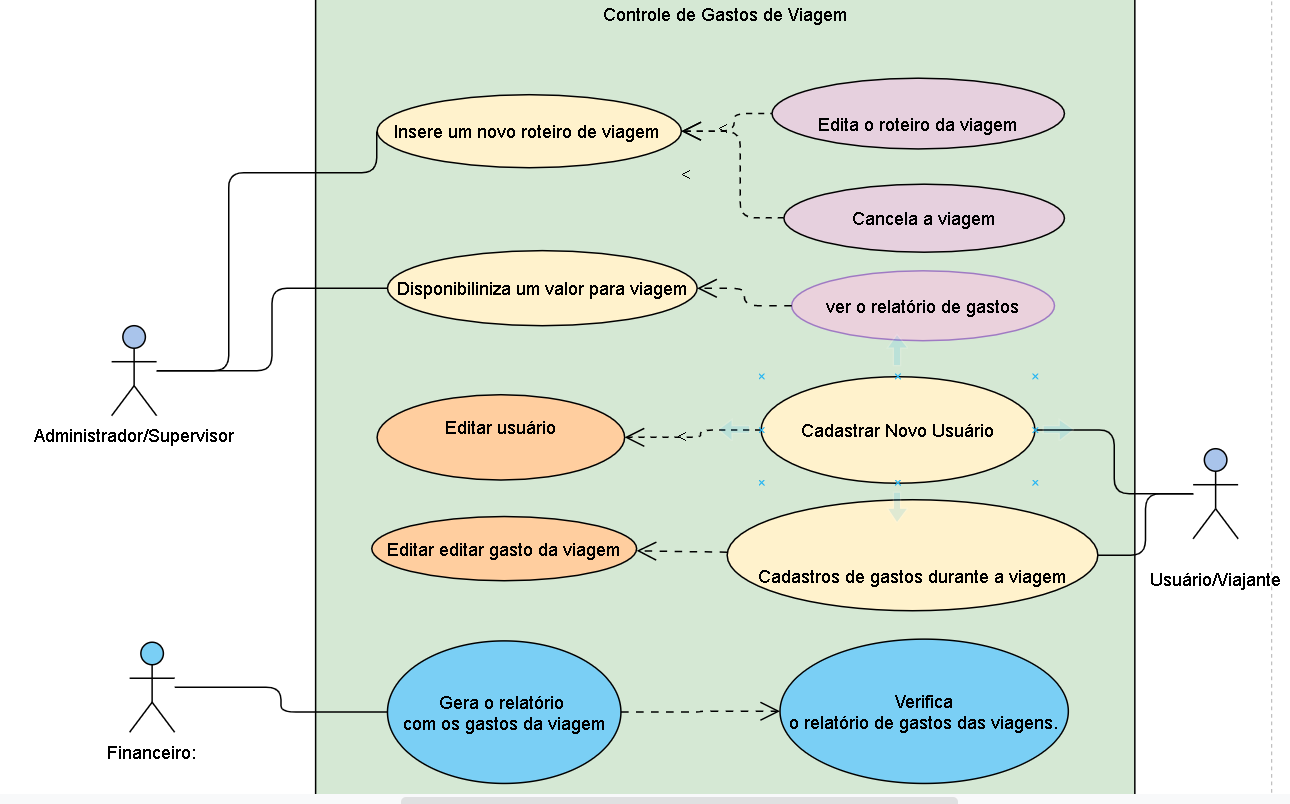 Controle de Gastos de Viagem
Insere um novo roteiro de viagem
<
Edita o roteiro da viagem
<
Cancela a viagem
Disponibiliniza um valor para viagem
ver o relatório de gastos
Administrador/Supervisor
Editar usuário
<
Cadastrar Novo Usuário
Editar editar gasto da viagem
Cadastros de gastos durante a viagem
Usuário/Viajante
Gera o relatório
com os gastos da viagem
Verifica
o relatório de gastos das viagens.
Financeiro: